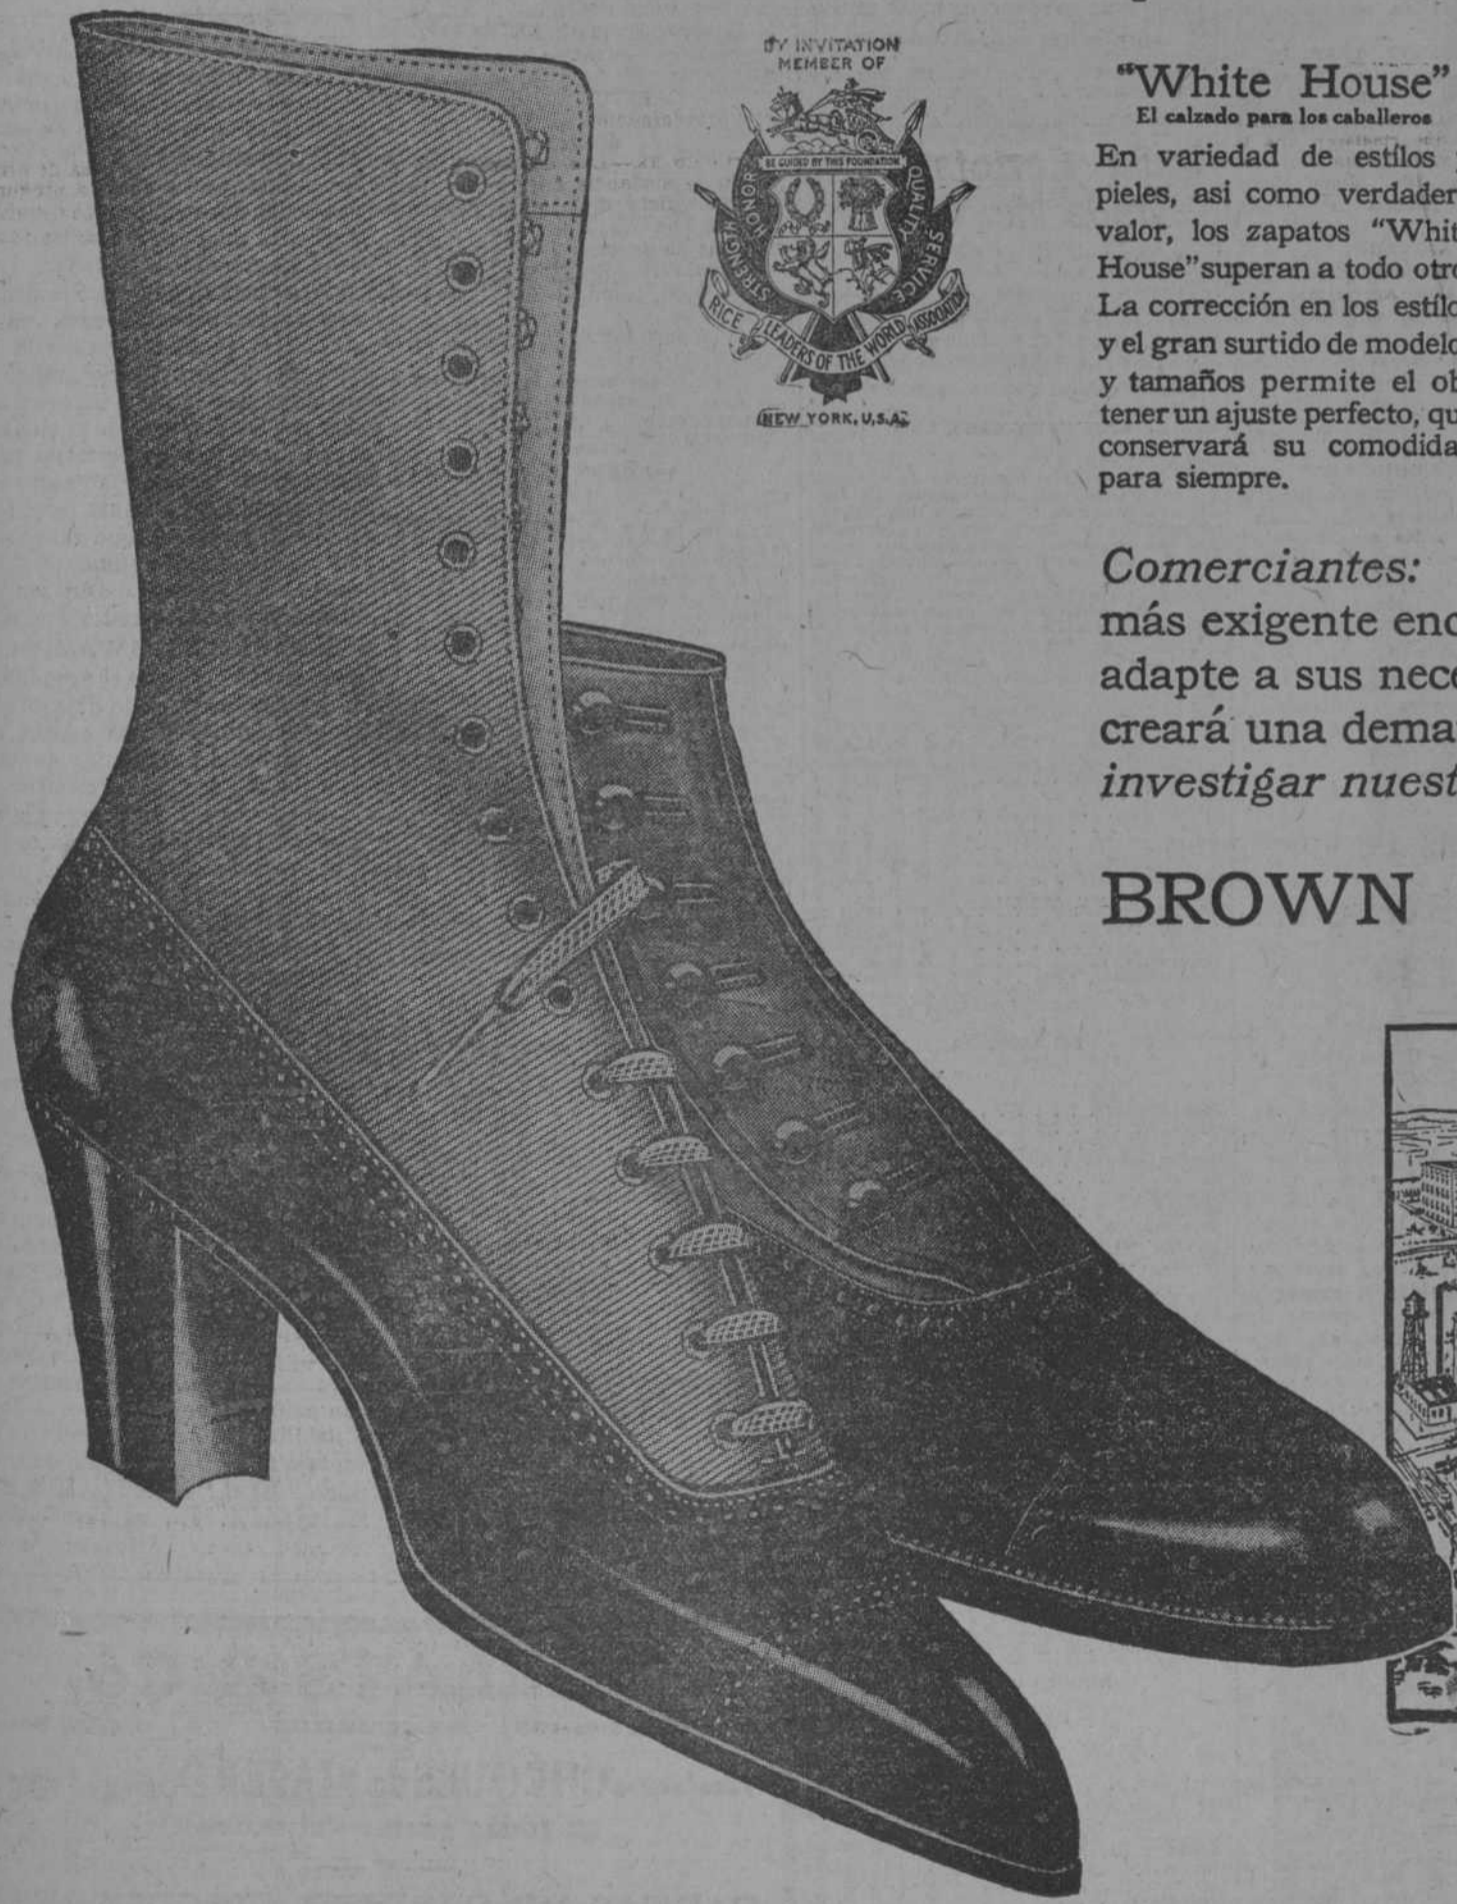 BY INVITATION
MEMBER OF
BE GUIDED BY THIS FOUNDATION
HONOR
STRENGTH
QUALITY
SERVICE
RICE LEADERS OF THE WORLD ASSOCIATION
NEW YORK, U.S.A.
“White House”
El calzado para los caballeros
En variedad de estilos
pieles, asi como verdader
valor, los zapatos “Whit
House” superan a todo otro
La corrección en los estilo
y el gran surtido de modelo
y tamaños permite el ob
tener un ajuste perfecto, qu
conservará su comodida
para siempre.
Comerciantes:
más exigente enc
adapte a sus nece
creará una dema
investigar nuest
BROWN